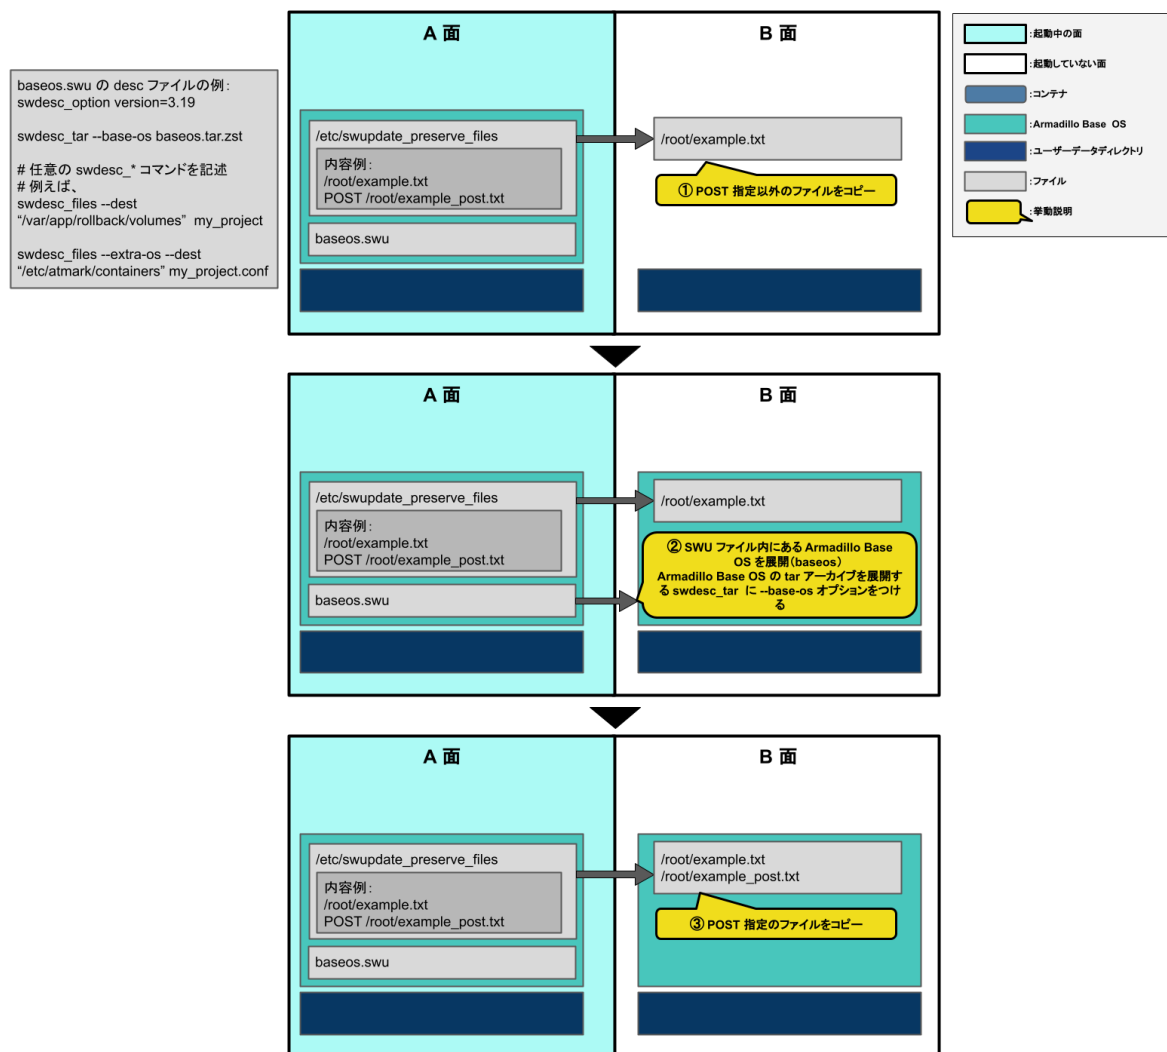 baseos.swu の desc ファイルの例:
swdesc_option version=3.19
swdesc_tar --base-os baseos.tar.zst
# 任意の swdesc_* コマンドを記述
# 例えば、
swdesc_files --dest
“/var/app/rollback/volumes” my_project
swdesc_files --extra-os --dest
“/etc/atmark/containers” my_project.conf
A 面
B 面
/etc/swupdate_preserve_files
内容例:
/root/example.txt
POST /root/example_post.txt
baseos.swu
/root/example.txt
① POST 指定以外のファイルをコピー
:起動中の面
:起動していない面
:コンテナ
:Armadillo Base OS
:ユーザーデータディレクトリ
:ファイル
:挙動説明
A 面
B 面
/etc/swupdate_preserve_files
内容例:
/root/example.txt
POST /root/example_post.txt
baseos.swu
/root/example.txt
② SWU ファイル内にある Armadillo Base
OS を展開(baseos)
Armadillo Base OS の tar アーカイブを展開す
る swdesc_tar に --base-os オプションをつけ
る
A 面
B 面
/etc/swupdate_preserve_files
内容例:
/root/example.txt
POST /root/example_post.txt
baseos.swu
/root/example.txt
/root/example_post.txt
③ POST 指定のファイルをコピー